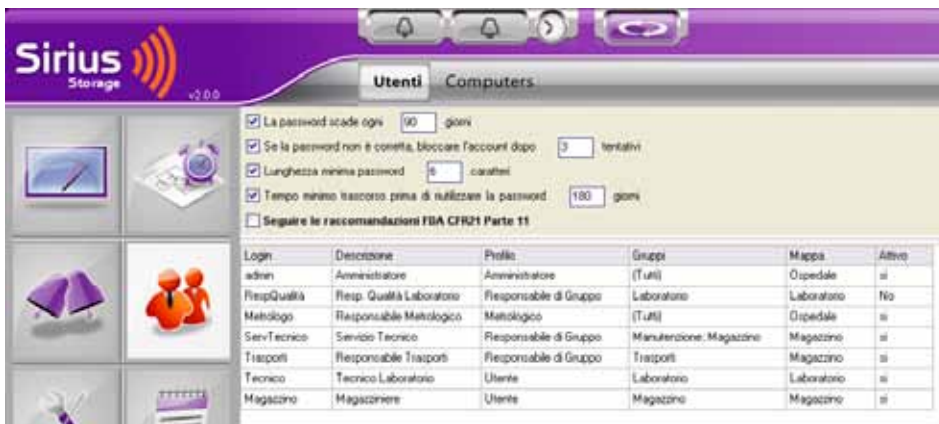 Sirius
Storage
v2.0.0
Utenti Computers
La password scade ogni 90 giorni
Se la password non è corretta, bloccare l'account dopo 3 tentativi
Lunghezza minima password 6 caratteri
Tempo minimo trascorso prima di riutilizzare la password 180 giorni
Seguire le raccomandazioni FDA CFR21 Parte 11
Login Descrizione Profilo Gruppi Mappa Attivo
admin Amministratore Amministratore (Tutti) Ospedale si
RespQualità Resp. Qualità Laboratorio Responsabile di Gruppo Laboratorio Laboratorio No
Metrologo Responsabile Metrologico Metrologico (Tutti) Ospedale si
ServTecnico Servizio Tecnico Responsabile di Gruppo Manutenzione; Magazzino Magazzino si
Trasporti Responsabile Trasporti Responsabile di Gruppo Trasporti Magazzino si
Tecnico Tecnico Laboratorio Utente Laboratorio Laboratorio si
Magazzino Magazziniere Utente Magazzino Magazzino si